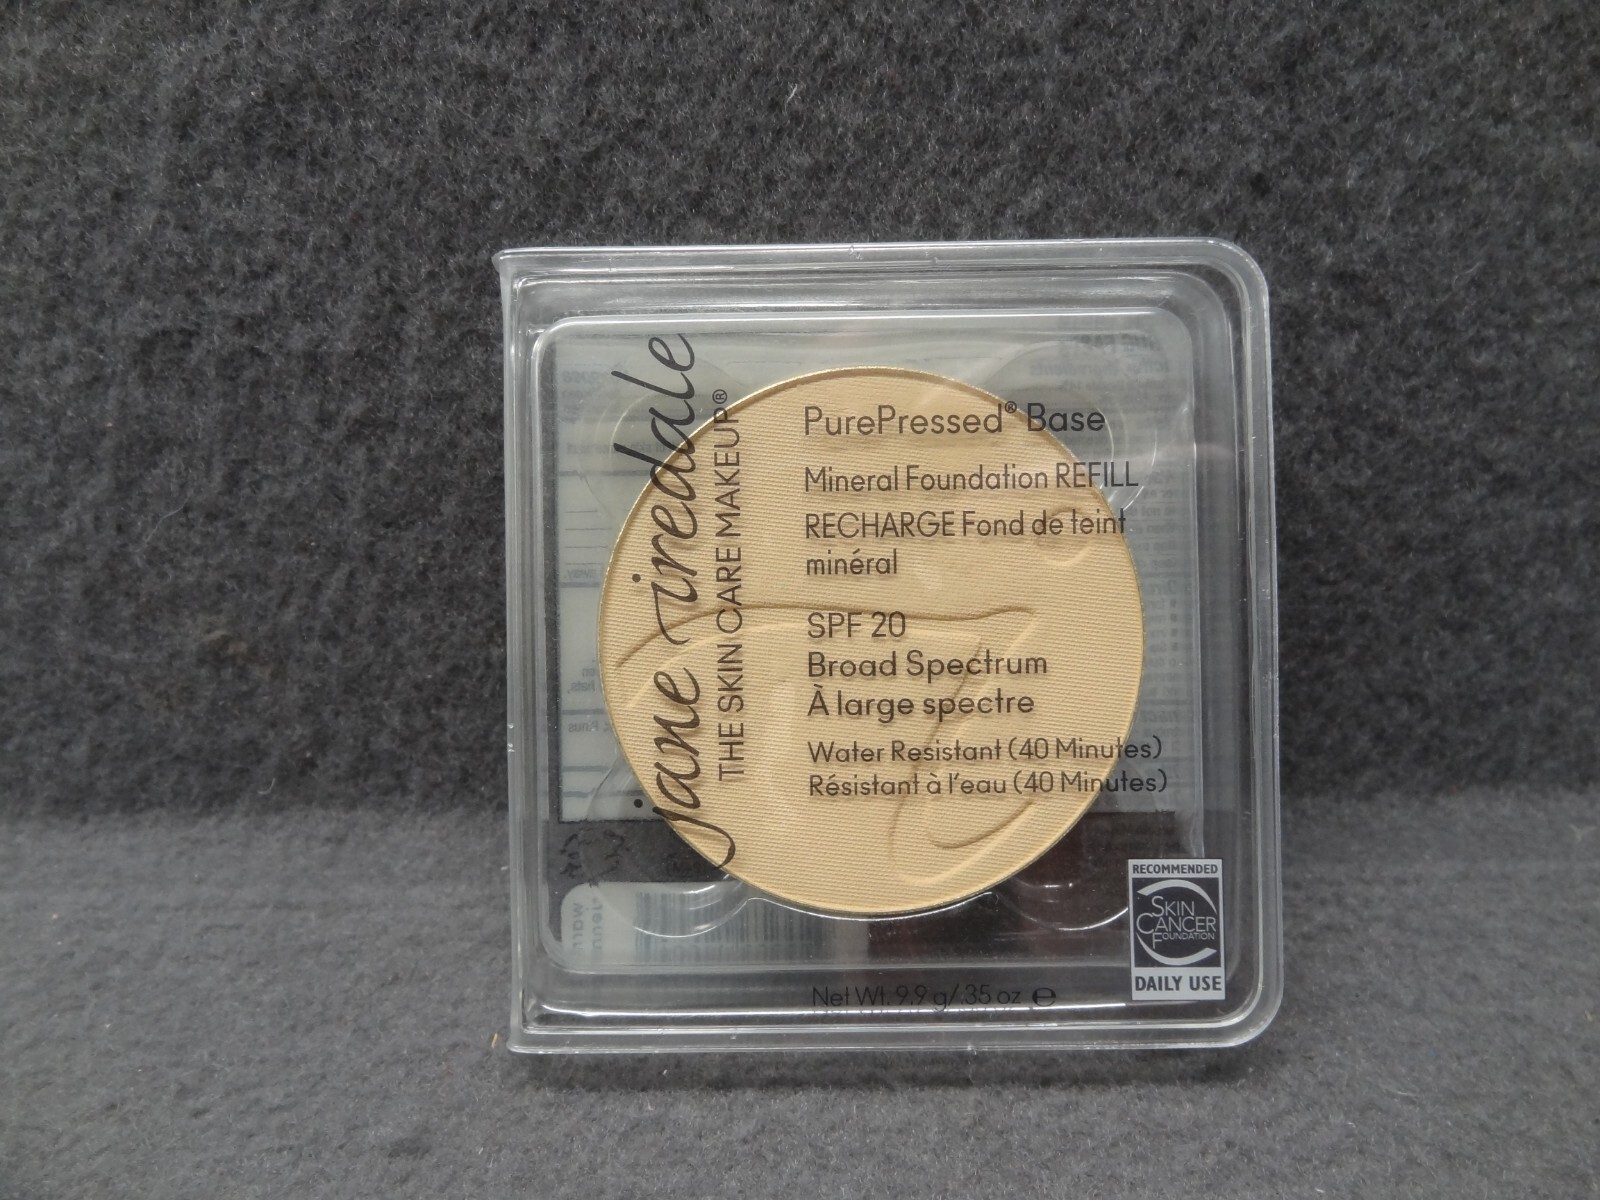 jane iredale
THE SKIN CARE MAKEUP®
PurePressed® Base
Mineral Foundation REFILL
RECHARGE Fond de teint
minéral
SPF 20
Broad Spectrum
À large spectre
Water Resistant (40 Minutes)
Résistant à l'eau (40 Minutes)
RECOMMENDED
SKIN
CANCER
FOUNDATION
DAILY USE
Net Wt. 9.9 g/.35 oz ℮